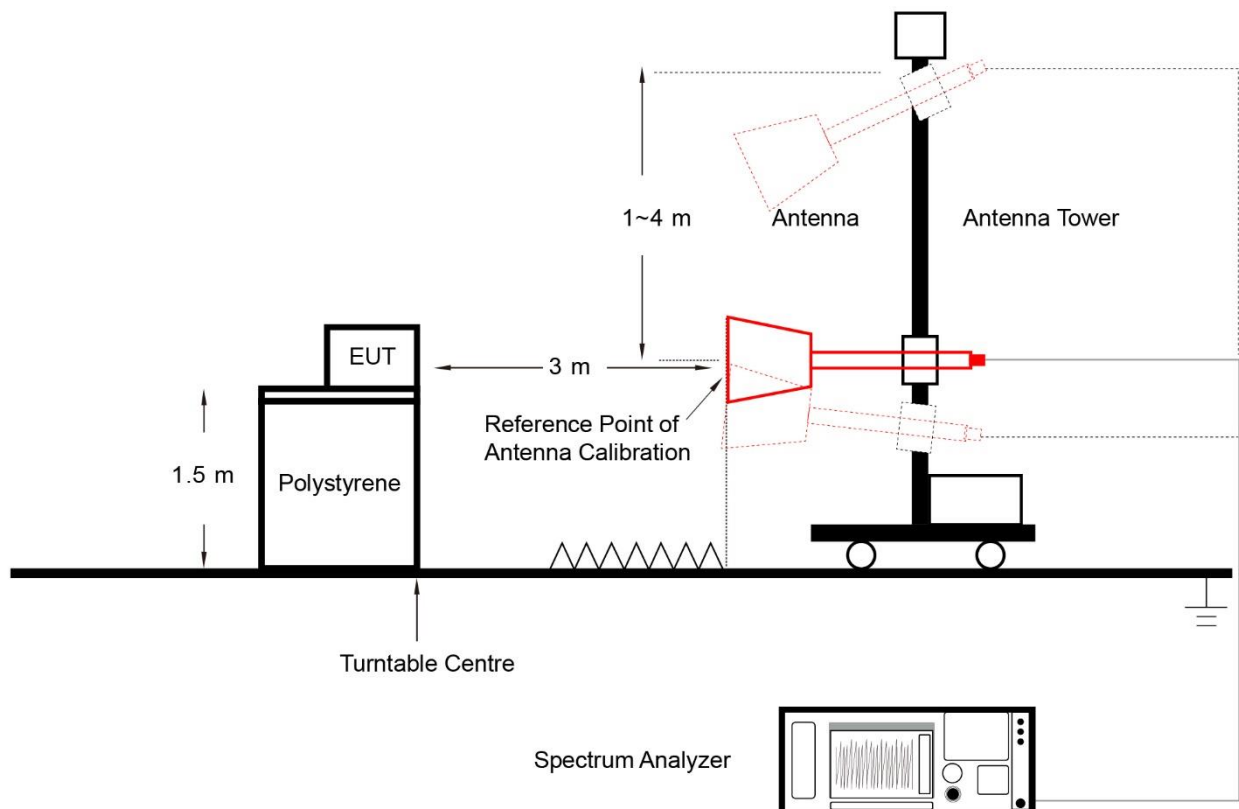 1~4 m
Antenna
Antenna Tower
EUT
3 m
Reference Point of
Antenna Calibration
1.5 m
Polystyrene
Turntable Centre
Spectrum Analyzer